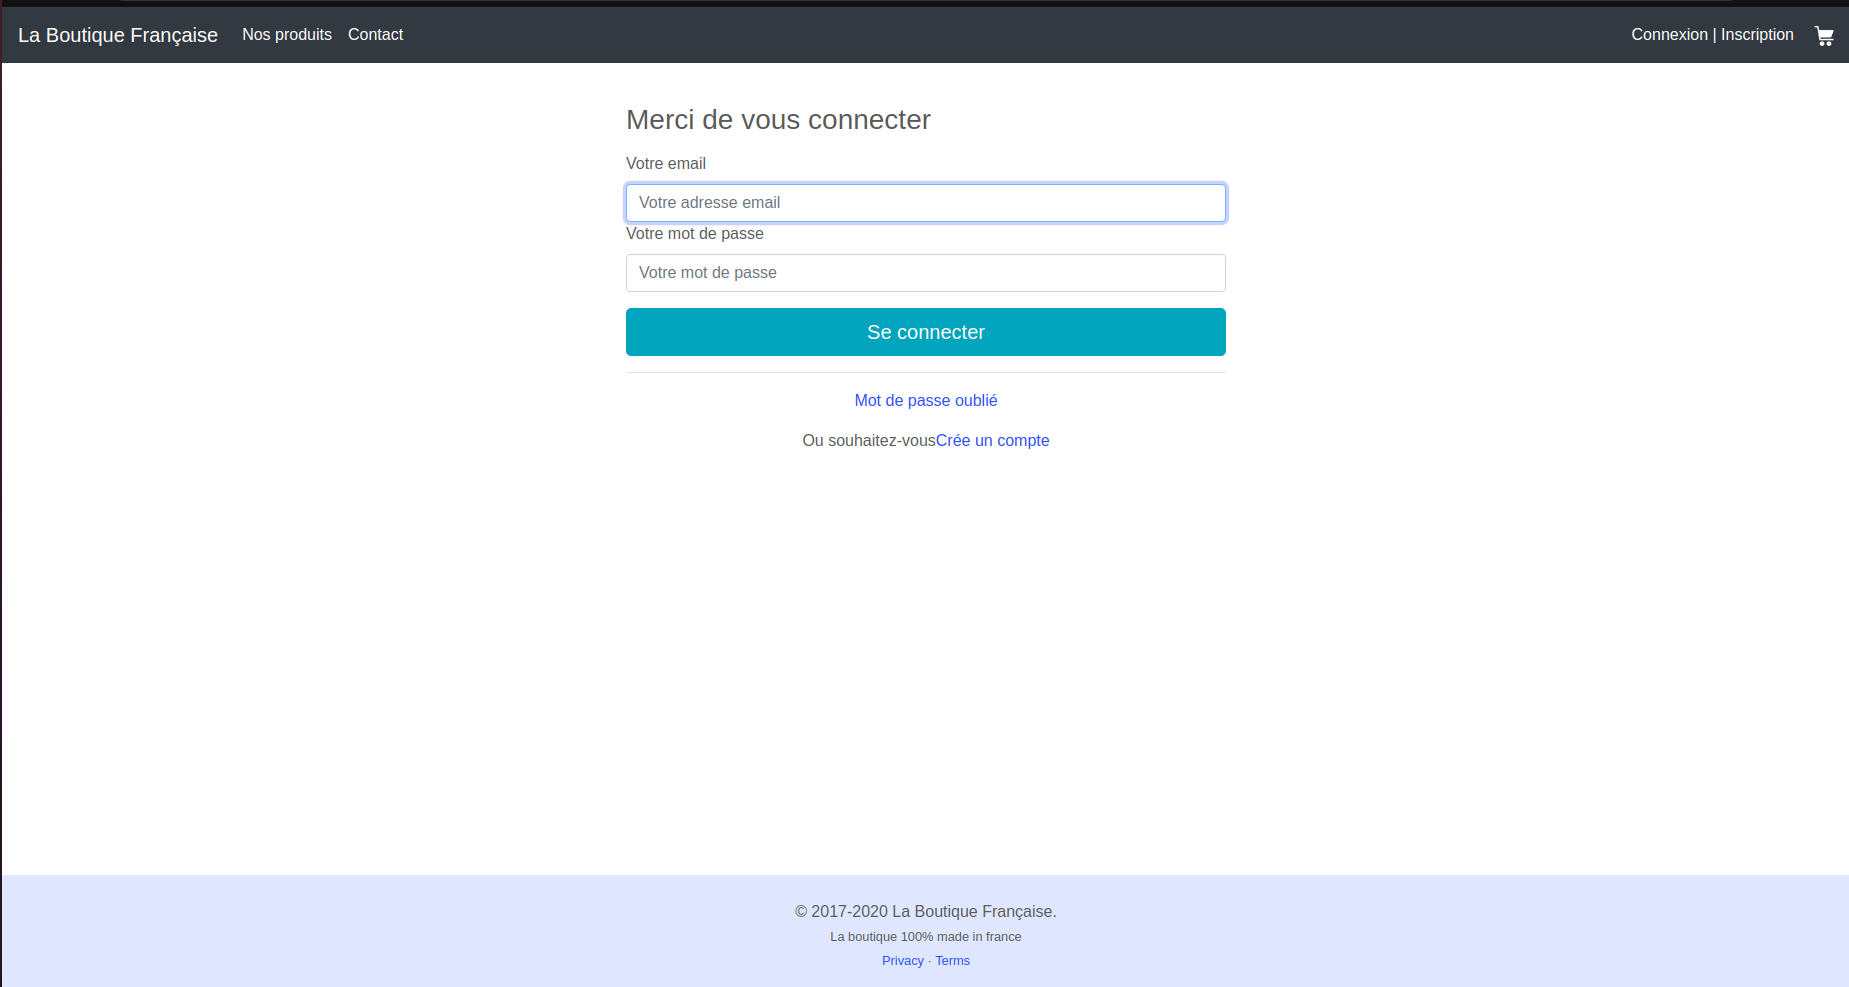 La Boutique Française Nos produits Contact Connexion | Inscription
Merci de vous connecter
Votre email
Votre adresse email
Votre mot de passe
Votre mot de passe
Se connecter
Mot de passe oublié
Ou souhaitez-vousCrée un compte
© 2017-2020 La Boutique Française.
La boutique 100% made in france
Privacy · Terms